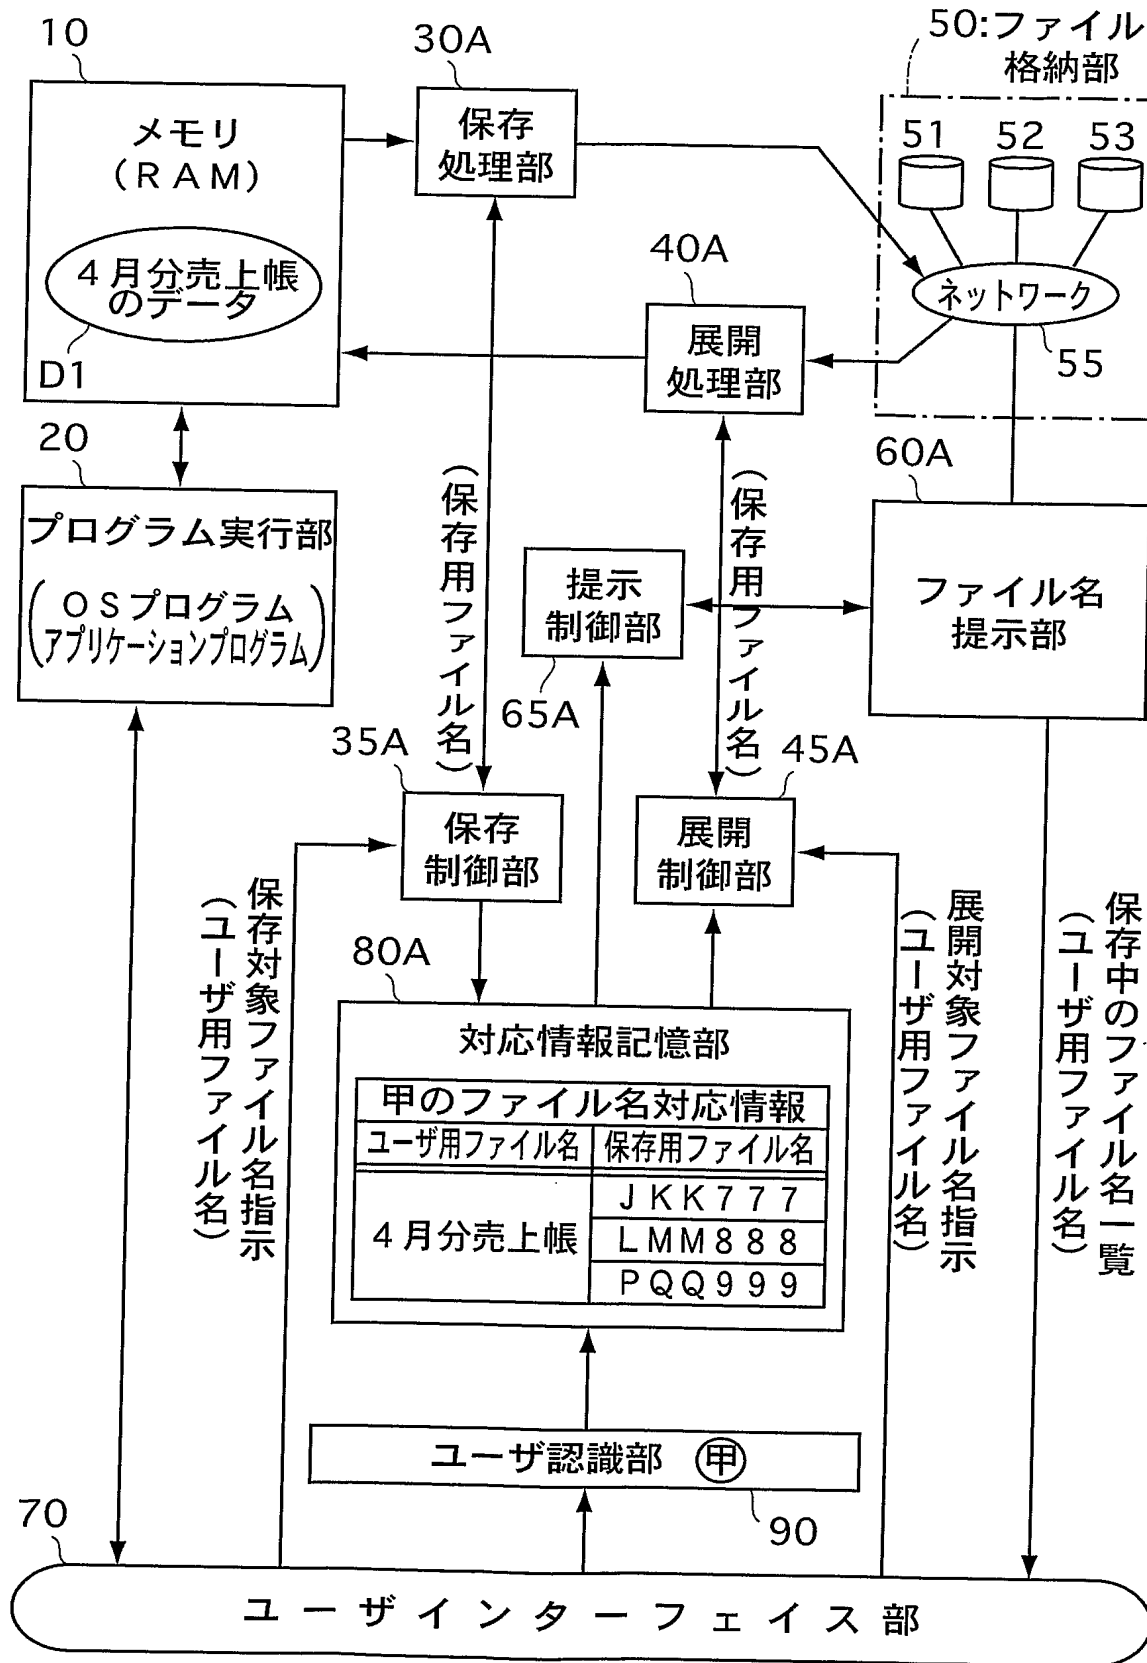 10
メモリ
(RAM)
4月分売上帳
のデータ
D1
30A
保存
処理部
50:ファイル
格納部
51
52
53
ネットワーク
55
40A
展開
処理部
20
プログラム実行部
OSプログラム
(アプリケーションプログラム)
(保存用ファイル名)
(保存用ファイル名)
60A
ファイル名
提示部
提示
制御部
65A
35A
保存
制御部
45A
展開
制御部
保存対象ファイル名指示
(ユーザ用ファイル名)
展開対象ファイル名指示
(ユーザ用ファイル名)
保存中のファイル名一覧
(ユーザ用ファイル名)
80A
対応情報記憶部
甲のファイル名対応情報
ユーザ用ファイル名 保存用ファイル名
4月分売上帳
JKK777
LMM888
PQQ999
ユーザ認識部 甲
90
70
ユーザインターフェイス部